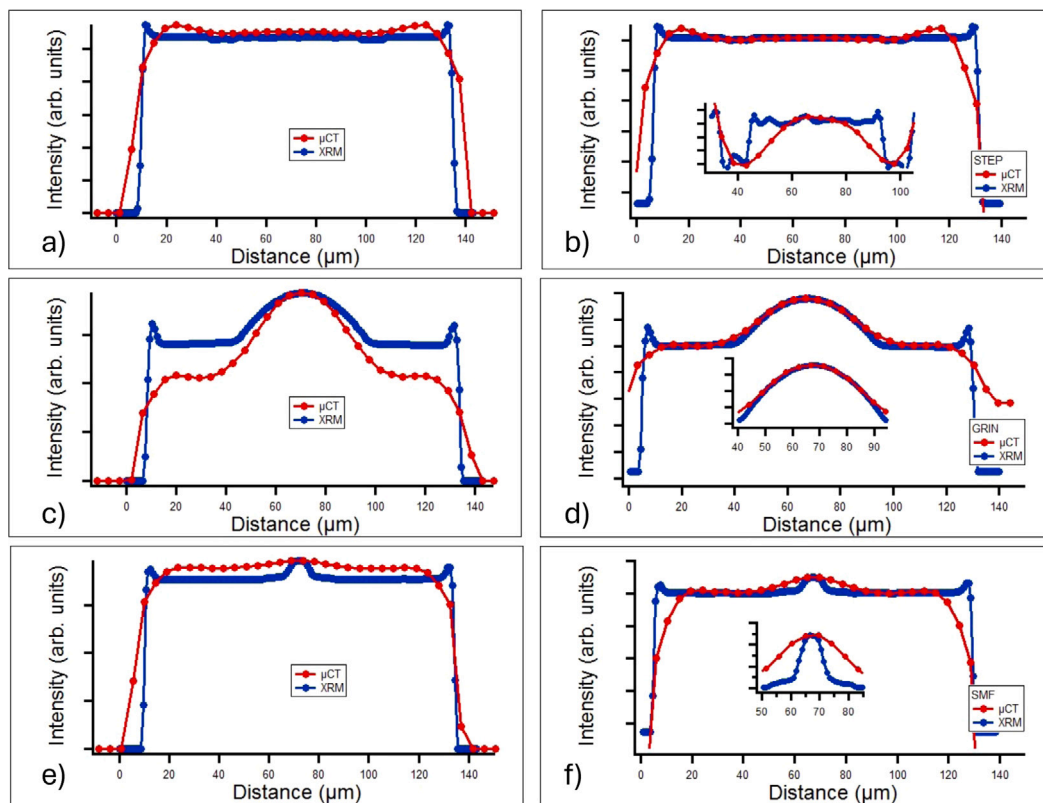 Intensity (arb. units)
μCT
XRM
a)
0 20 40 60 80 100 120 140
Distance (μm)
Intensity (arb. units)
40 60 80 100
STEP
μCT
XRM
b)
0 20 40 60 80 100 120 140
Distance (μm)
Intensity (arb. units)
μCT
XRM
c)
0 20 40 60 80 100 120 140
Distance (μm)
Intensity (arb. units)
40 50 60 70 80 90
GRIN
μCT
XRM
d)
0 20 40 60 80 100 120 140
Distance (μm)
Intensity (arb. units)
μCT
XRM
e)
0 20 40 60 80 100 120 140
Distance (μm)
Intensity (arb. units)
50 60 70 80
SMF
μCT
XRM
f)
0 20 40 60 80 100 120 140
Distance (μm)